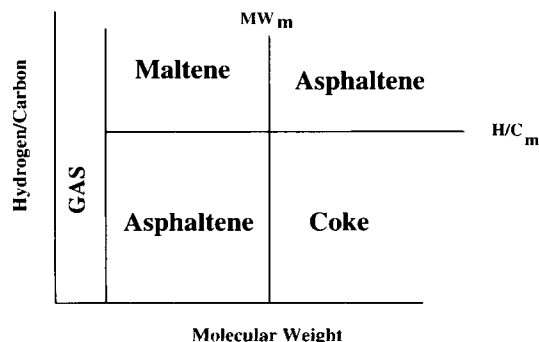 MWm
Maltene
Asphaltene
H/Cm
Hydrogen/Carbon
GAS
Asphaltene
Coke
Molecular Weight